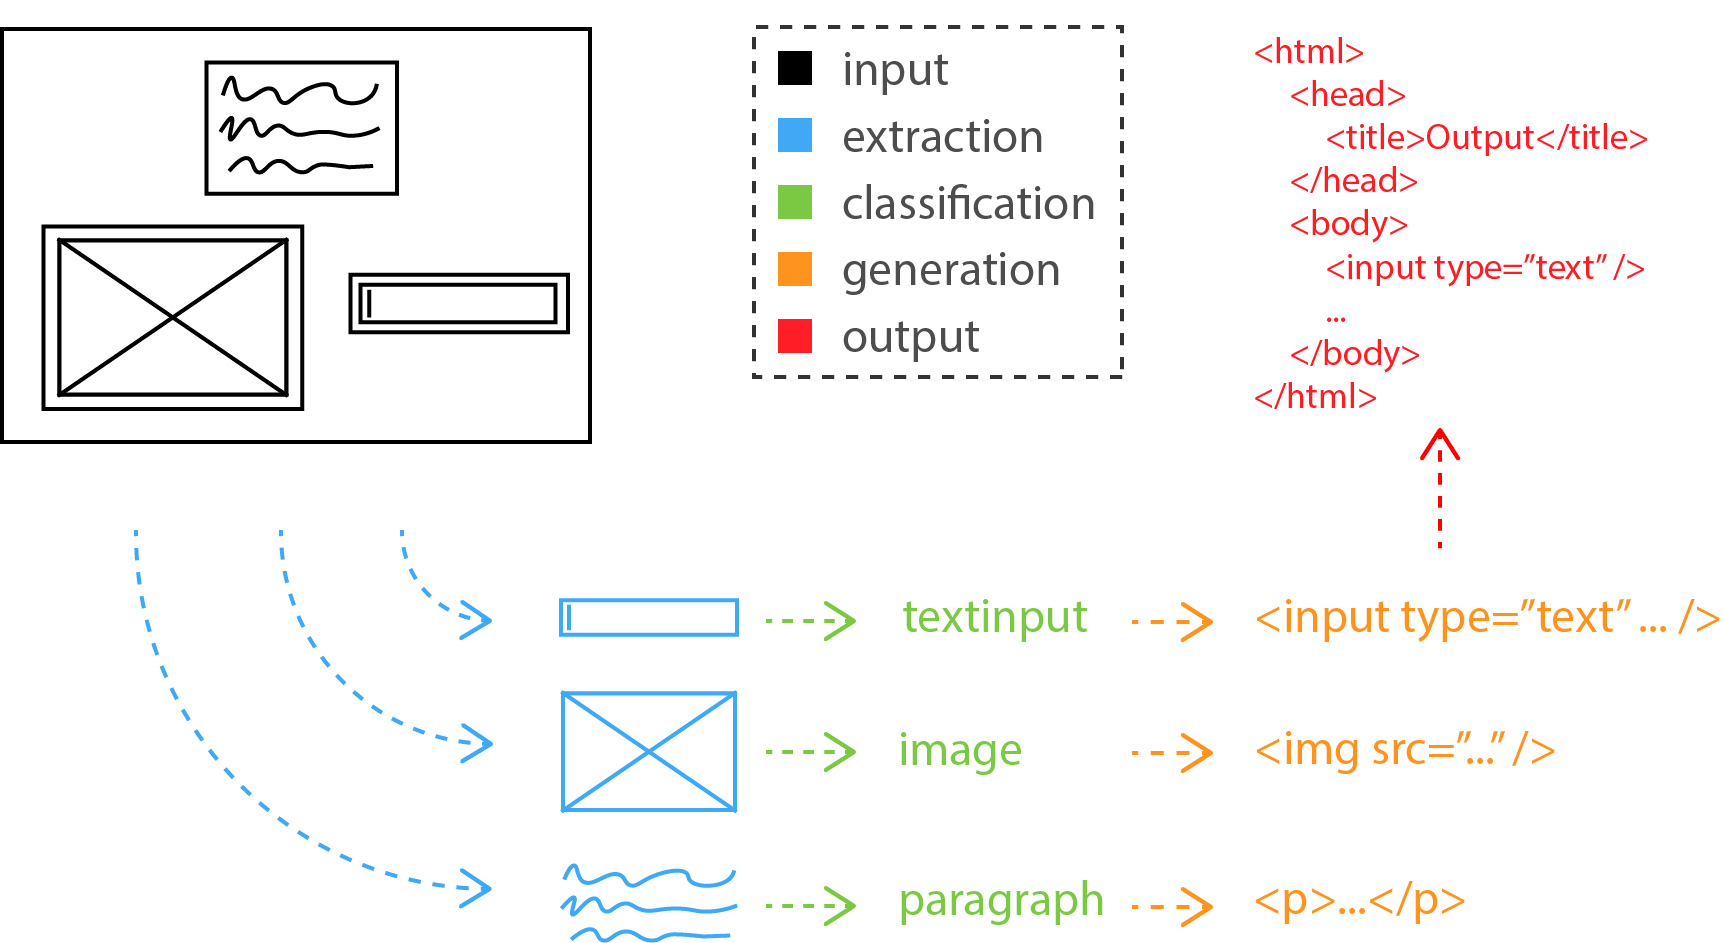 input
extraction
classification
generation
output
<html>
<head>
<title>Output</title>
</head>
<body>
<input type=”text” />
...
</body>
</html>
textinput
<input type=”text” ... />
image
<img src=”...” />
paragraph
<p>...</p>